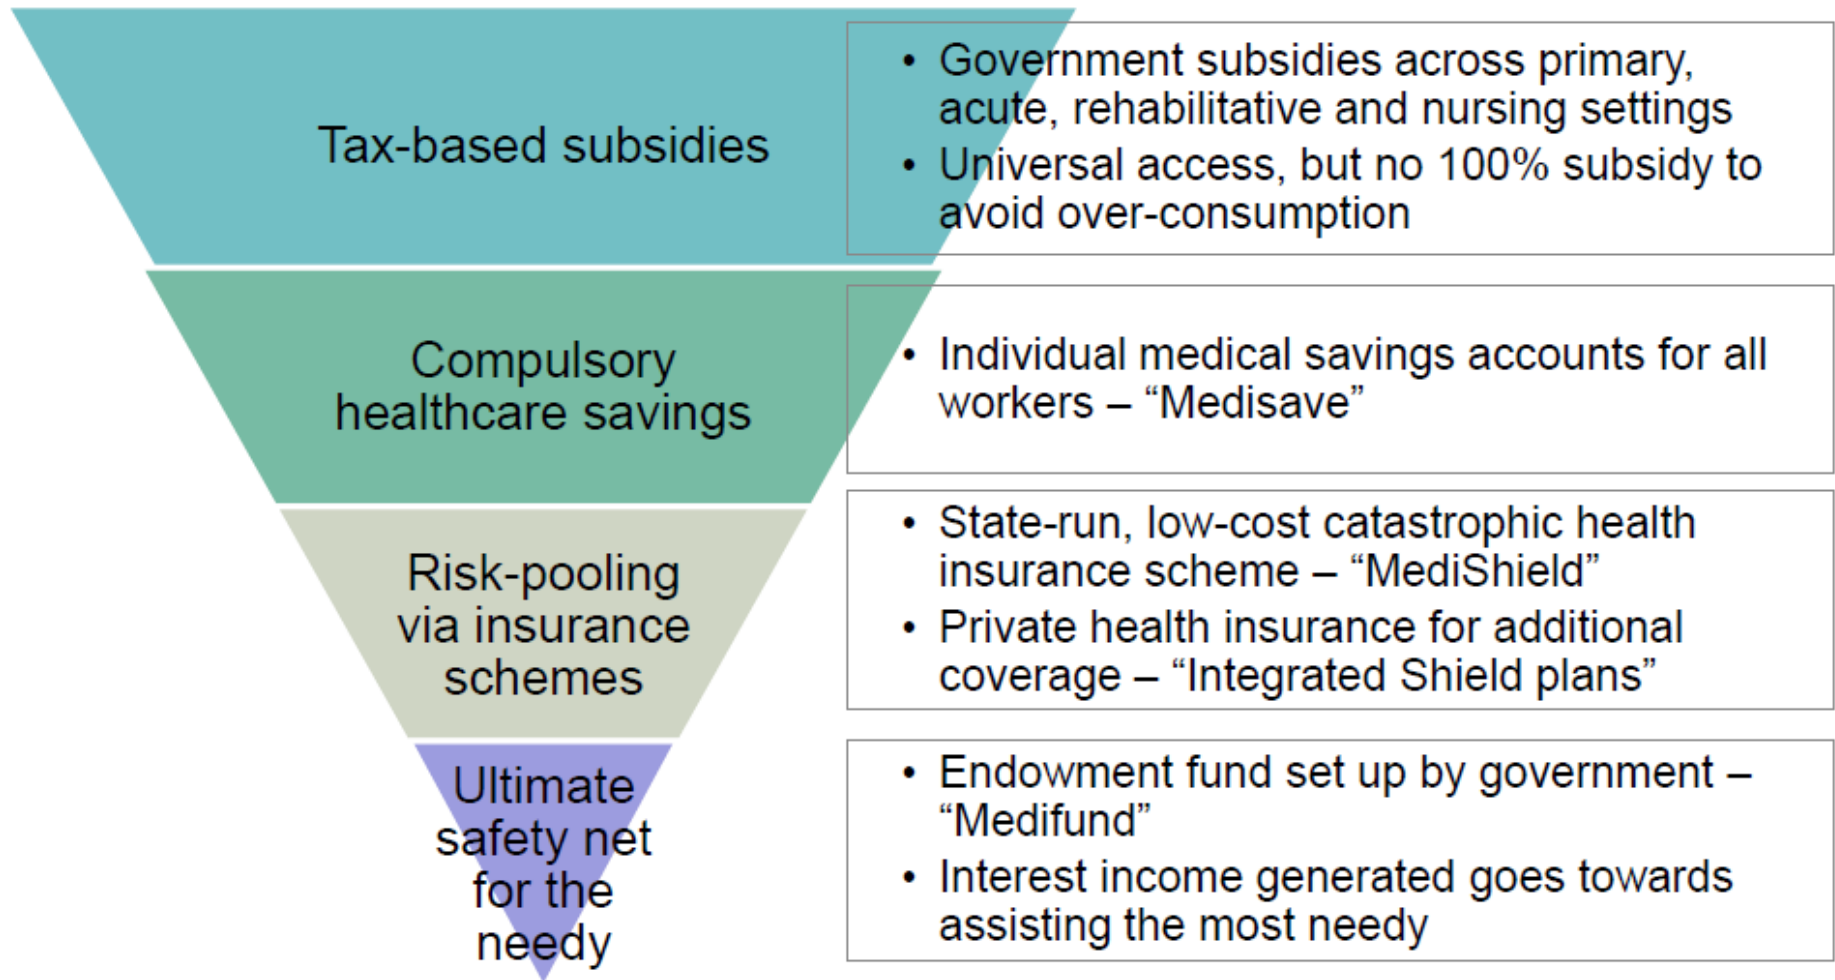 Tax-based subsidies
• Government subsidies across primary,
acute, rehabilitative and nursing settings
• Universal access, but no 100% subsidy to
avoid over-consumption
Compulsory
healthcare savings
• Individual medical savings accounts for all
workers – “Medisave”
Risk-pooling
via insurance
schemes
• State-run, low-cost catastrophic health
insurance scheme – “MediShield”
• Private health insurance for additional
coverage – “Integrated Shield plans”
Ultimate
safety net
for the
needy
• Endowment fund set up by government –
“Medifund”
• Interest income generated goes towards
assisting the most needy